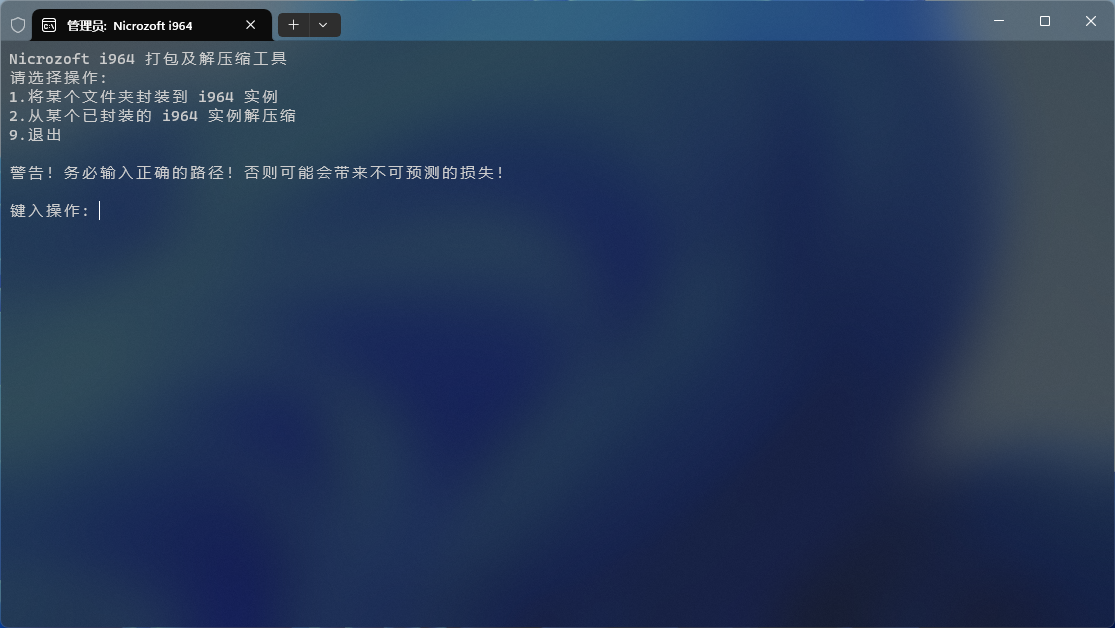 管理员: Nicrozoft i964
Nicrozoft i964 打包及解压缩工具
请选择操作:
1.将某个文件夹封装到 i964 实例
2.从某个已封装的 i964 实例解压缩
9.退出
警告! 务必输入正确的路径! 否则可能会带来不可预测的损失!
键入操作: